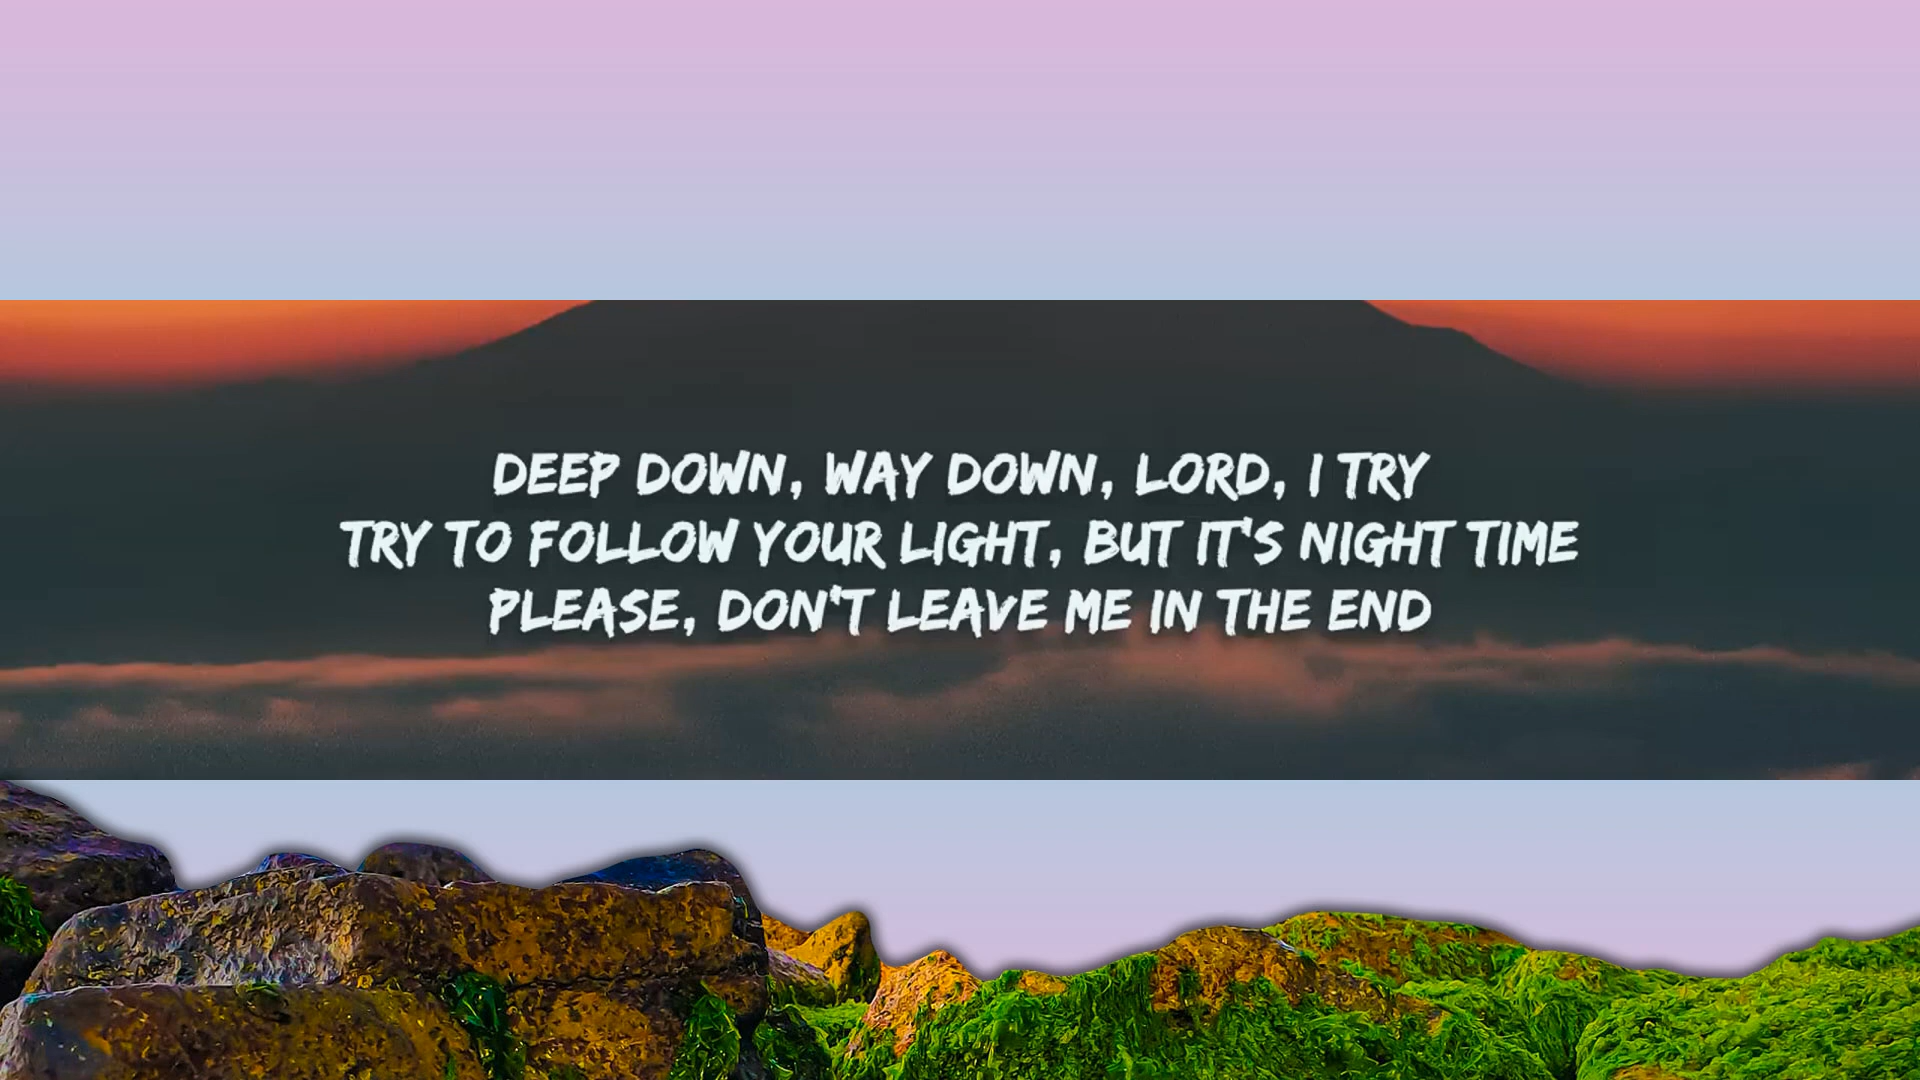 DEEP DOWN, WAY DOWN, LORD, I TRY
TRY TO FOLLOW YOUR LIGHT, BUT IT'S NIGHT TIME
PLEASE, DON'T LEAVE ME IN THE END